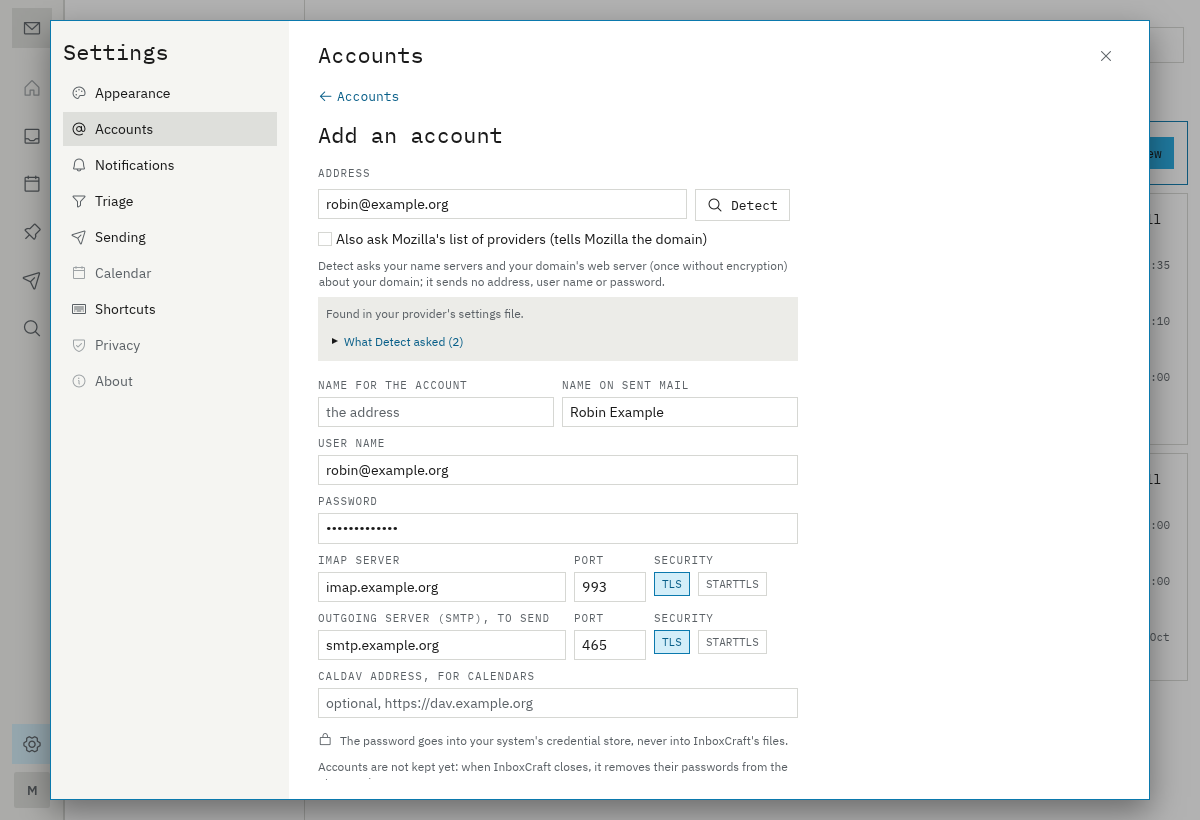 Settings
Appearance
Accounts
Notifications
Triage
Sending
Calendar
Shortcuts
Privacy
About
M
Accounts
Accounts
Add an account
ADDRESS
robin@example.org
Detect
Also ask Mozilla's list of providers (tells Mozilla the domain)
Detect asks your name servers and your domain's web server (once without encryption)
about your domain; it sends no address, user name or password.
Found in your provider's settings file.
What Detect asked (2)
NAME FOR THE ACCOUNT NAME ON SENT MAIL
the address Robin Example
USER NAME
robin@example.org
PASSWORD
•••••••••••••
IMAP SERVER PORT SECURITY
imap.example.org 993 TLS STARTTLS
OUTGOING SERVER (SMTP), TO SEND PORT SECURITY
smtp.example.org 465 TLS STARTTLS
CALDAV ADDRESS, FOR CALENDARS
optional, https://dav.example.org
The password goes into your system's credential store, never into InboxCraft's files.
Accounts are not kept yet: when InboxCraft closes, it removes their passwords from the
:35
:10
:00
:00
:00
Oct